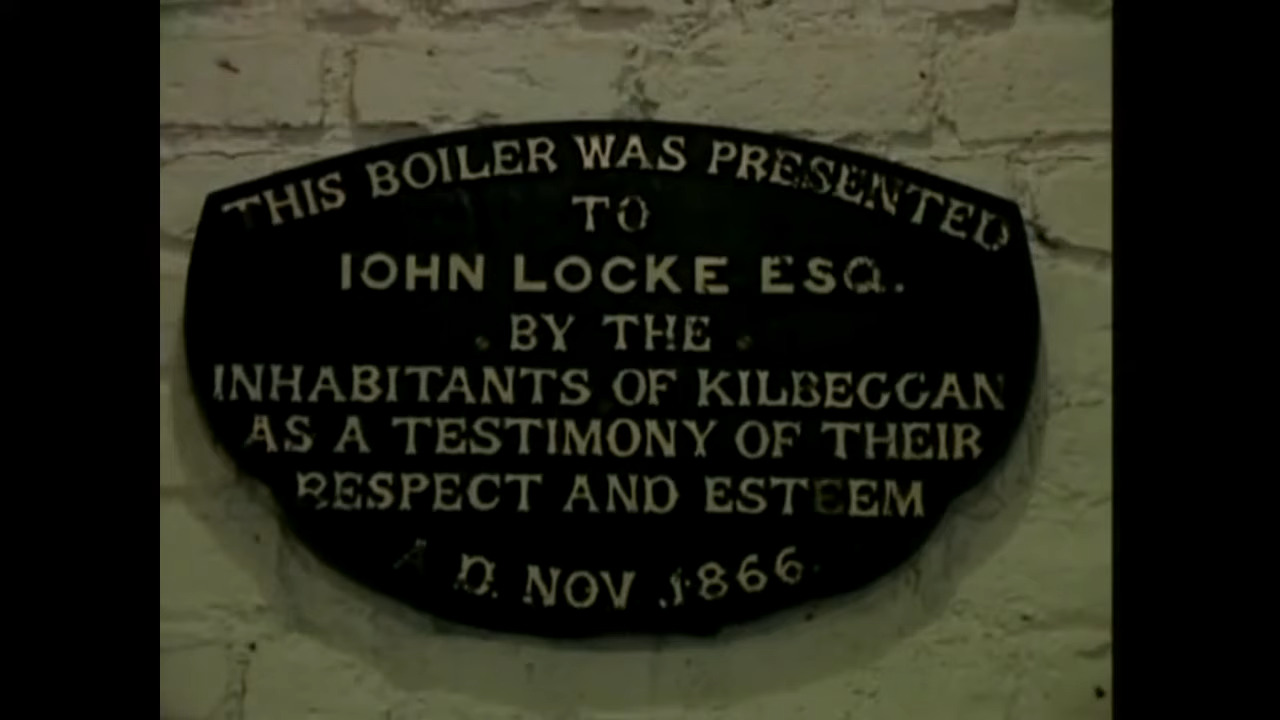 THIS BOILER WAS PRESENTED
TO
IOHN LOCKE ESQ.
BY THE
INHABITANTS OF KILBEGGAN
AS A TESTIMONY OF THEIR
RESPECT AND ESTEEM
A D. NOV 1866.